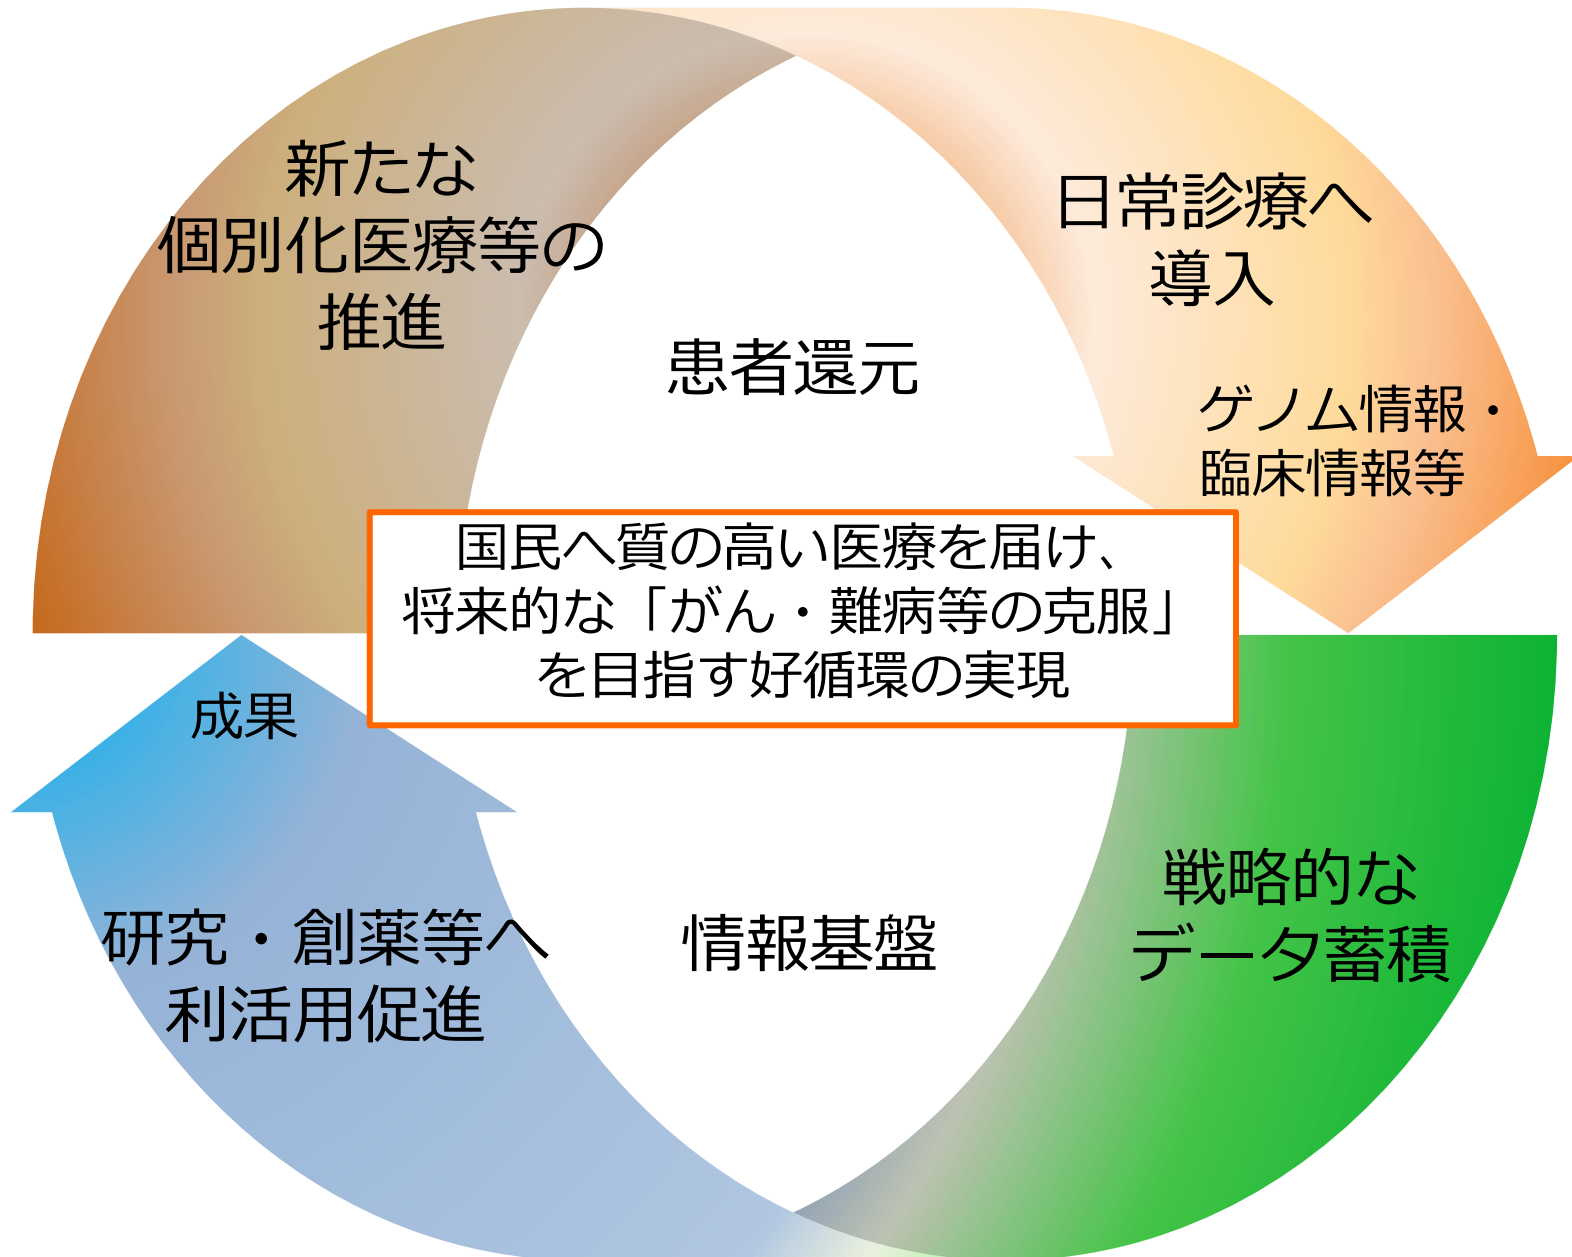 新たな
個別化医療等の
推進
日常診療へ
導入
患者還元
ゲノム情報・
臨床情報等
国民へ質の高い医療を届け、
将来的な「がん・難病等の克服」
を目指す好循環の実現
成果
研究・創薬等へ
利活用促進
情報基盤
戦略的な
データ蓄積